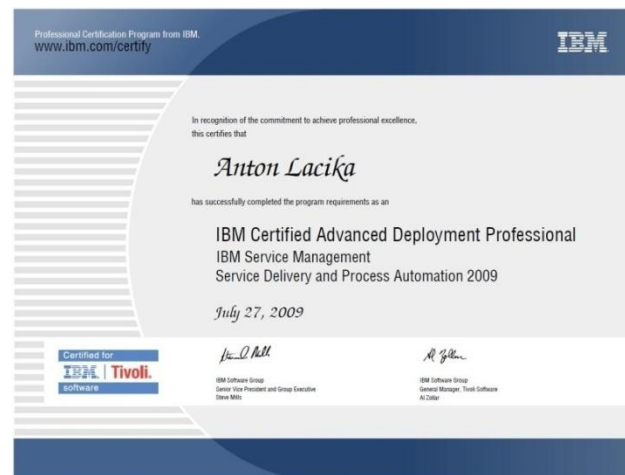 Professional Certification Program from IBM.
www.ibm.com/certify
IBM
In recognition of the commitment to achieve professional excellence,
this certifies that
Anton Lacika
has successfully completed the program requirements as an
IBM Certified Advanced Deployment Professional
IBM Service Management
Service Delivery and Process Automation 2009
July 27, 2009
Certified for
IBM Tivoli.
software
IBM Software Group
Senior Vice President and Group Executive
Steve Mills
IBM Software Group
General Manager, Tivoli Software
Al Zollar